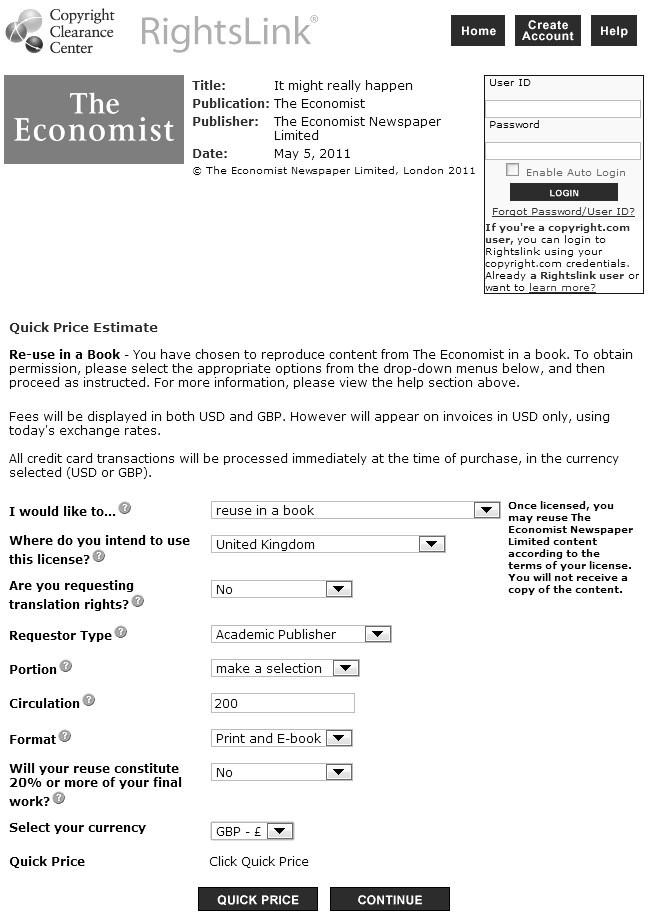 Copyright
Clearance
Center
RightsLink®
Home
Create
Account
Help
The
Economist
Title: It might really happen
Publication: The Economist
Publisher: The Economist Newspaper
Limited
Date: May 5, 2011
© The Economist Newspaper Limited, London 2011
User ID
Password
Enable Auto Login
LOGIN
Forgot Password/User ID?
If you're a copyright.com
user, you can login to
Rightslink using your
copyright.com credentials.
Already a Rightslink user or
want to learn more?
Quick Price Estimate
Re-use in a Book - You have chosen to reproduce content from The Economist in a book. To obtain
permission, please select the appropriate options from the drop-down menus below, and then
proceed as instructed. For more information, please view the help section above.
Fees will be displayed in both USD and GBP. However will appear on invoices in USD only, using
today's exchange rates.
All credit card transactions will be processed immediately at the time of purchase, in the currency
selected (USD or GBP).
I would like to... ? reuse in a book
Once licensed, you
may reuse The
Economist Newspaper
Limited content
according to the
terms of your license.
You will not receive a
copy of the content.
Where do you intend to use
this license? ? United Kingdom
Are you requesting
translation rights? ? No
Requestor Type ? Academic Publisher
Portion ? make a selection
Circulation ? 200
Format ? Print and E-book
Will your reuse constitute
20% or more of your final
work? ? No
Select your currency GBP - £
Quick Price Click Quick Price
QUICK PRICE CONTINUE